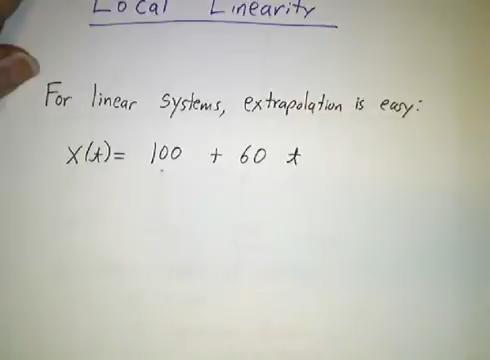 Local Linearity
For linear systems, extrapolation is easy:
x(t)= 100 + 60 t